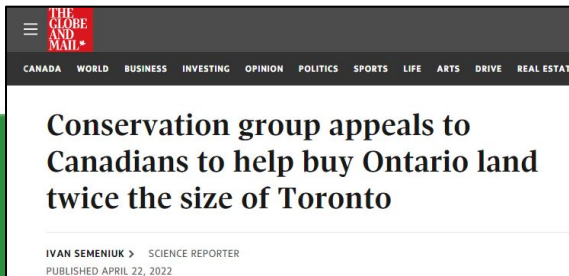 THE
GLOBE
AND
MAIL
CANADA WORLD BUSINESS INVESTING OPINION POLITICS SPORTS LIFE ARTS DRIVE REAL ESTAT
Conservation group appeals to
Canadians to help buy Ontario land
twice the size of Toronto
IVAN SEMENIUK > SCIENCE REPORTER
PUBLISHED APRIL 22, 2022